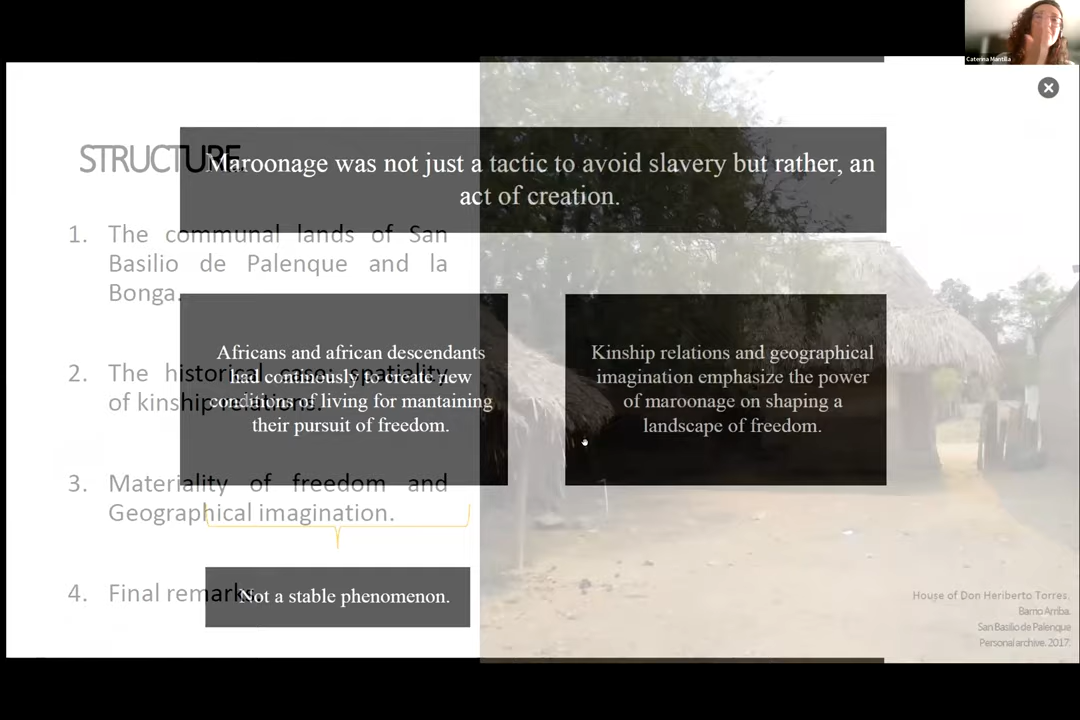 Caterina Mantilla
STRUCTURE
Maroonage was not just a tactic to avoid slavery but rather, an
act of creation.
1. The communal lands of San
Basilio de Palenque and la
Bonga.
Africans and african descendants
had continously to create new
conditions of living for mantaining
their pursuit of freedom.
Kinship relations and geographical
imagination emphasize the power
of maroonage on shaping a
landscape of freedom.
2. The historical case: spatiality
of kinship relations.
3. Materiality of freedom and
Geographical imagination.
4. Final remarks.
Not a stable phenomenon.
House of Don Heriberto Torres.
Barrio Arriba.
San Basilio de Palenque
Personal archive. 2017.